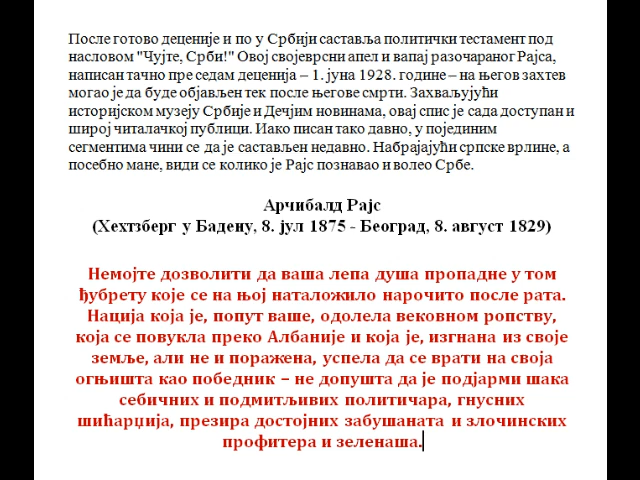 После готово деценије и по у Србији саставља политички тестамент под
насловом "Чујте, Срби!" Овој својеврсни апел и вапај разочараног Рајса,
написан тачно пре седам деценија – 1. јуна 1928. године – на његов захтев
могао је да буде објављен тек после његове смрти. Захваљујући
историјском музеју Србије и Дечјим новинама, овај спис је сада доступан и
широј читалачкој публици. Иако писан тако давно, у појединим
сегментима чини се да је састављен недавно. Набрајајући српске врлине, а
посебно мане, види се колико је Рајс познавао и волео Србе.
Арчибалд Рајс
(Хехтзберг у Бадену, 8. јул 1875 - Београд, 8. август 1829)
Немојте дозволити да ваша лепа душа пропадне у том
ђубрету које се на њој наталожило нарочито после рата.
Нација која је, попут ваше, одолела вековном ропству,
која се повукла преко Албаније и која је, изгнана из своје
земље, али не и поражена, успела да се врати на своја
огњишта као победник – не допушта да је подјарми шака
себичних и подмитљивих политичара, гнусних
шићарџија, презира достојних забушаната и злочинских
профитера и зеленаша.